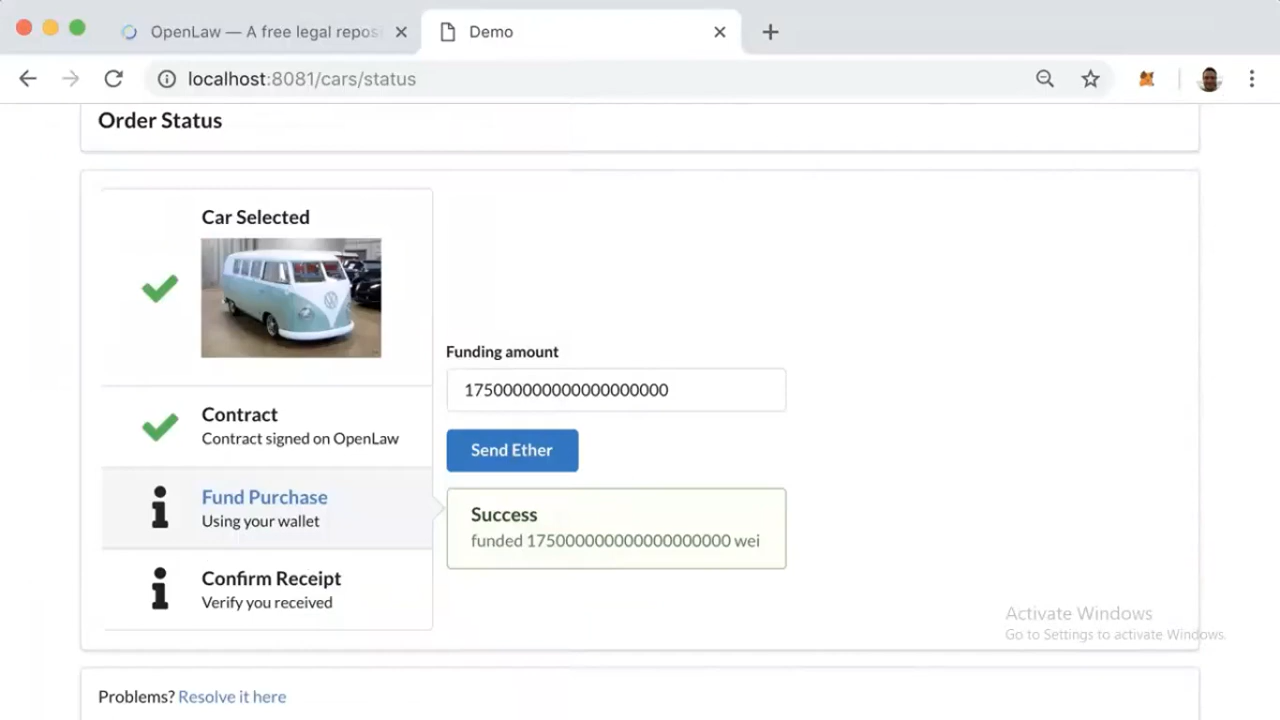 OpenLaw — A free legal repos
Demo
localhost:8081/cars/status
Order Status
Car Selected
Contract
Contract signed on OpenLaw
Fund Purchase
Using your wallet
Confirm Receipt
Verify you received
Funding amount
175000000000000000000
Send Ether
Success
funded 175000000000000000000 wei
Activate Windows
Go to Settings to activate Windows.
Problems? Resolve it here